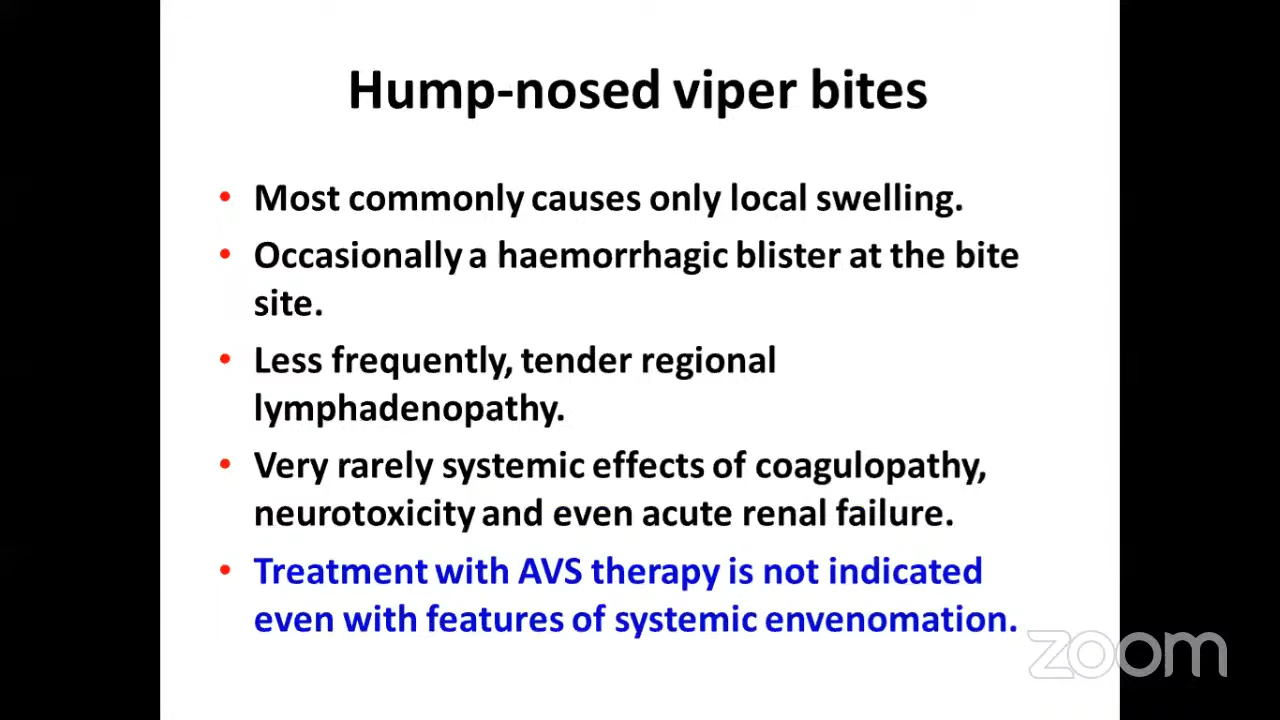 Hump-nosed viper bites
• Most commonly causes only local swelling.
• Occasionally a haemorrhagic blister at the bite
site.
• Less frequently, tender regional
lymphadenopathy.
• Very rarely systemic effects of coagulopathy,
neurotoxicity and even acute renal failure.
• Treatment with AVS therapy is not indicated
even with features of systemic envenomation.
zoom